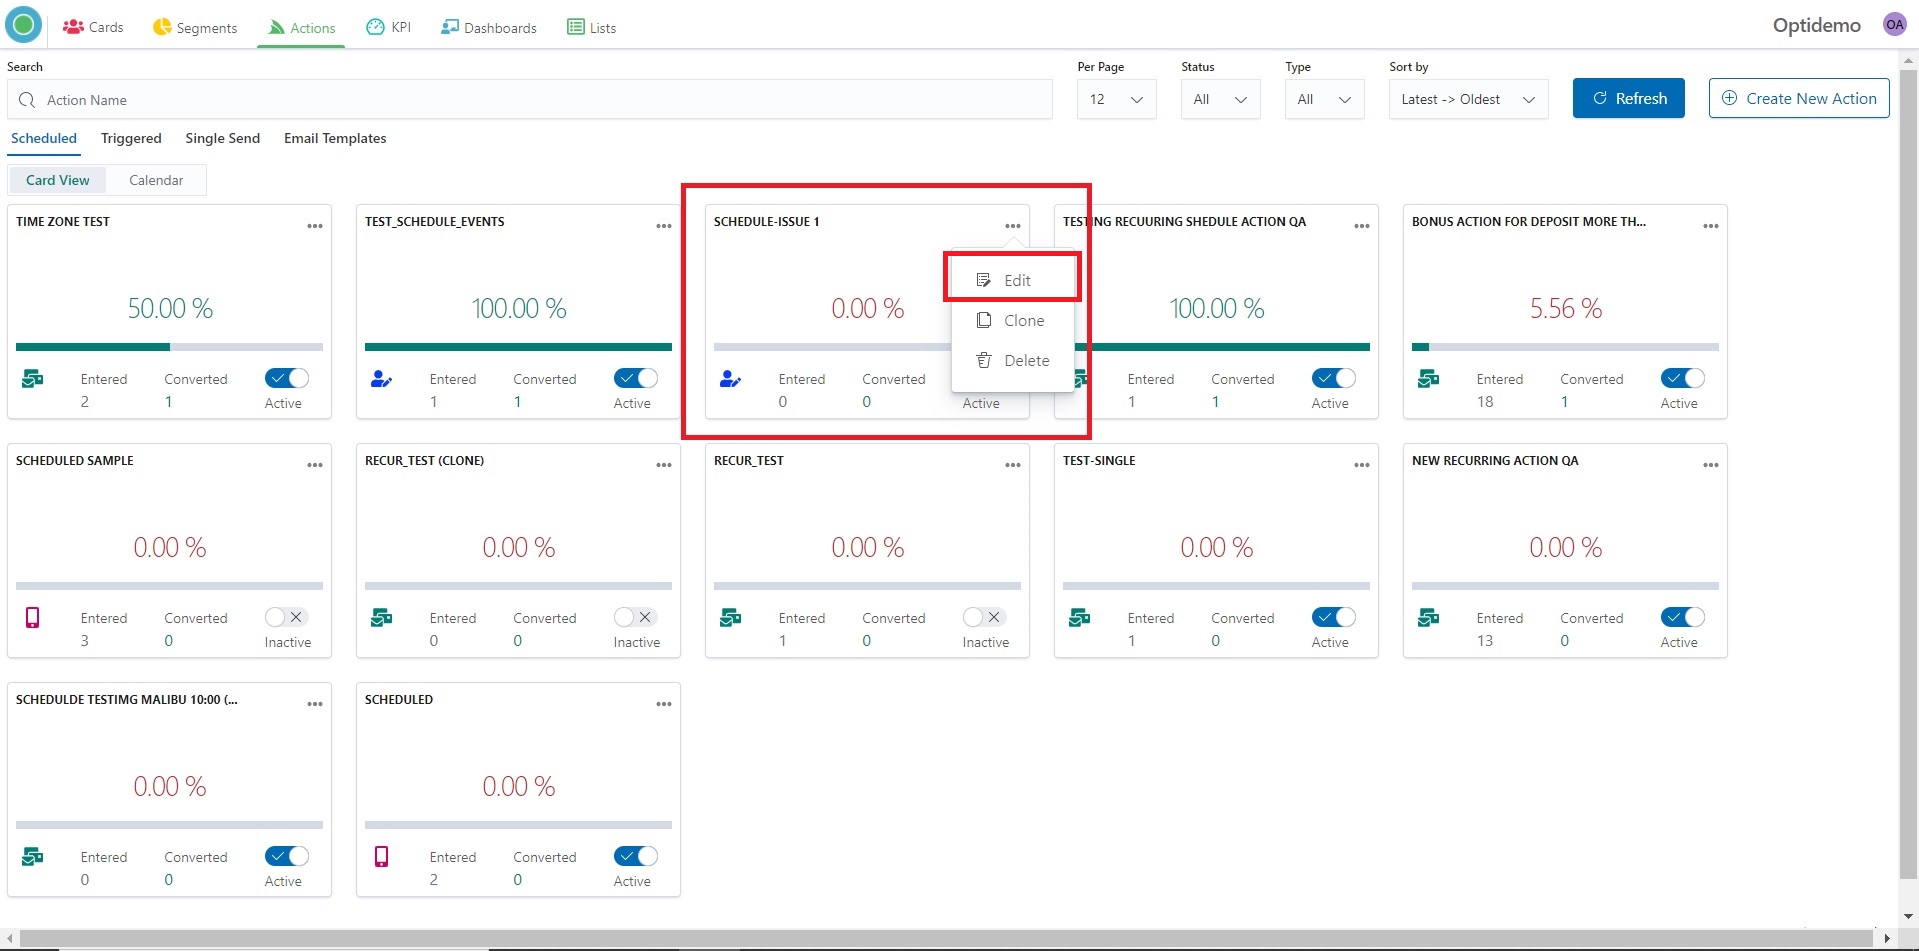 Cards Segments Actions KPI Dashboards Lists Optidemo OA
Search Per Page Status Type Sort by
Action Name 12 All All Latest -> Oldest Refresh Create New Action
Scheduled Triggered Single Send Email Templates
Card View Calendar
TIME ZONE TEST
50.00 %
Entered Converted
2 1 Active
TEST_SCHEDULE_EVENTS
100.00 %
Entered Converted
1 1 Active
SCHEDULE-ISSUE 1
0.00 %
Entered Converted
0 0 Active
Edit
Clone
Delete
TESTING RECUURING SHEDULE ACTION QA
100.00 %
Entered Converted
1 1 Active
BONUS ACTION FOR DEPOSIT MORE TH...
5.56 %
Entered Converted
18 1 Active
SCHEDULED SAMPLE
0.00 %
Entered Converted
3 0 Inactive
RECUR_TEST (CLONE)
0.00 %
Entered Converted
0 0 Inactive
RECUR_TEST
0.00 %
Entered Converted
1 0 Inactive
TEST-SINGLE
0.00 %
Entered Converted
1 0 Active
NEW RECURRING ACTION QA
0.00 %
Entered Converted
13 0 Active
SCHEDULDE TESTIMG MALIBU 10:00 (...
0.00 %
Entered Converted
0 0 Active
SCHEDULED
0.00 %
Entered Converted
2 0 Active